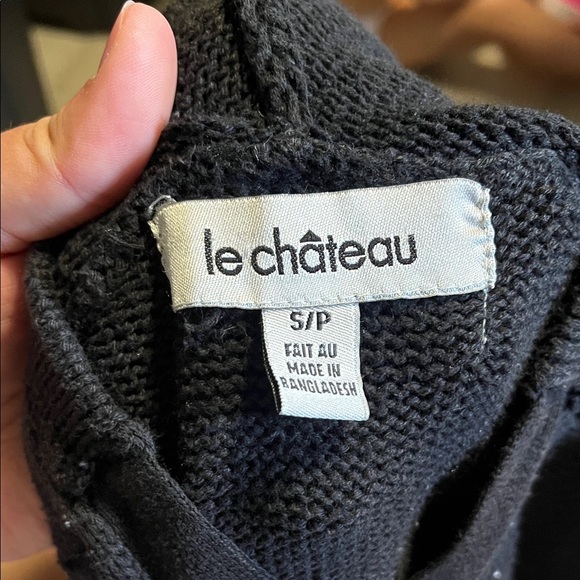 le château
S/P
FAIT AU
MADE IN
BANGLADESH